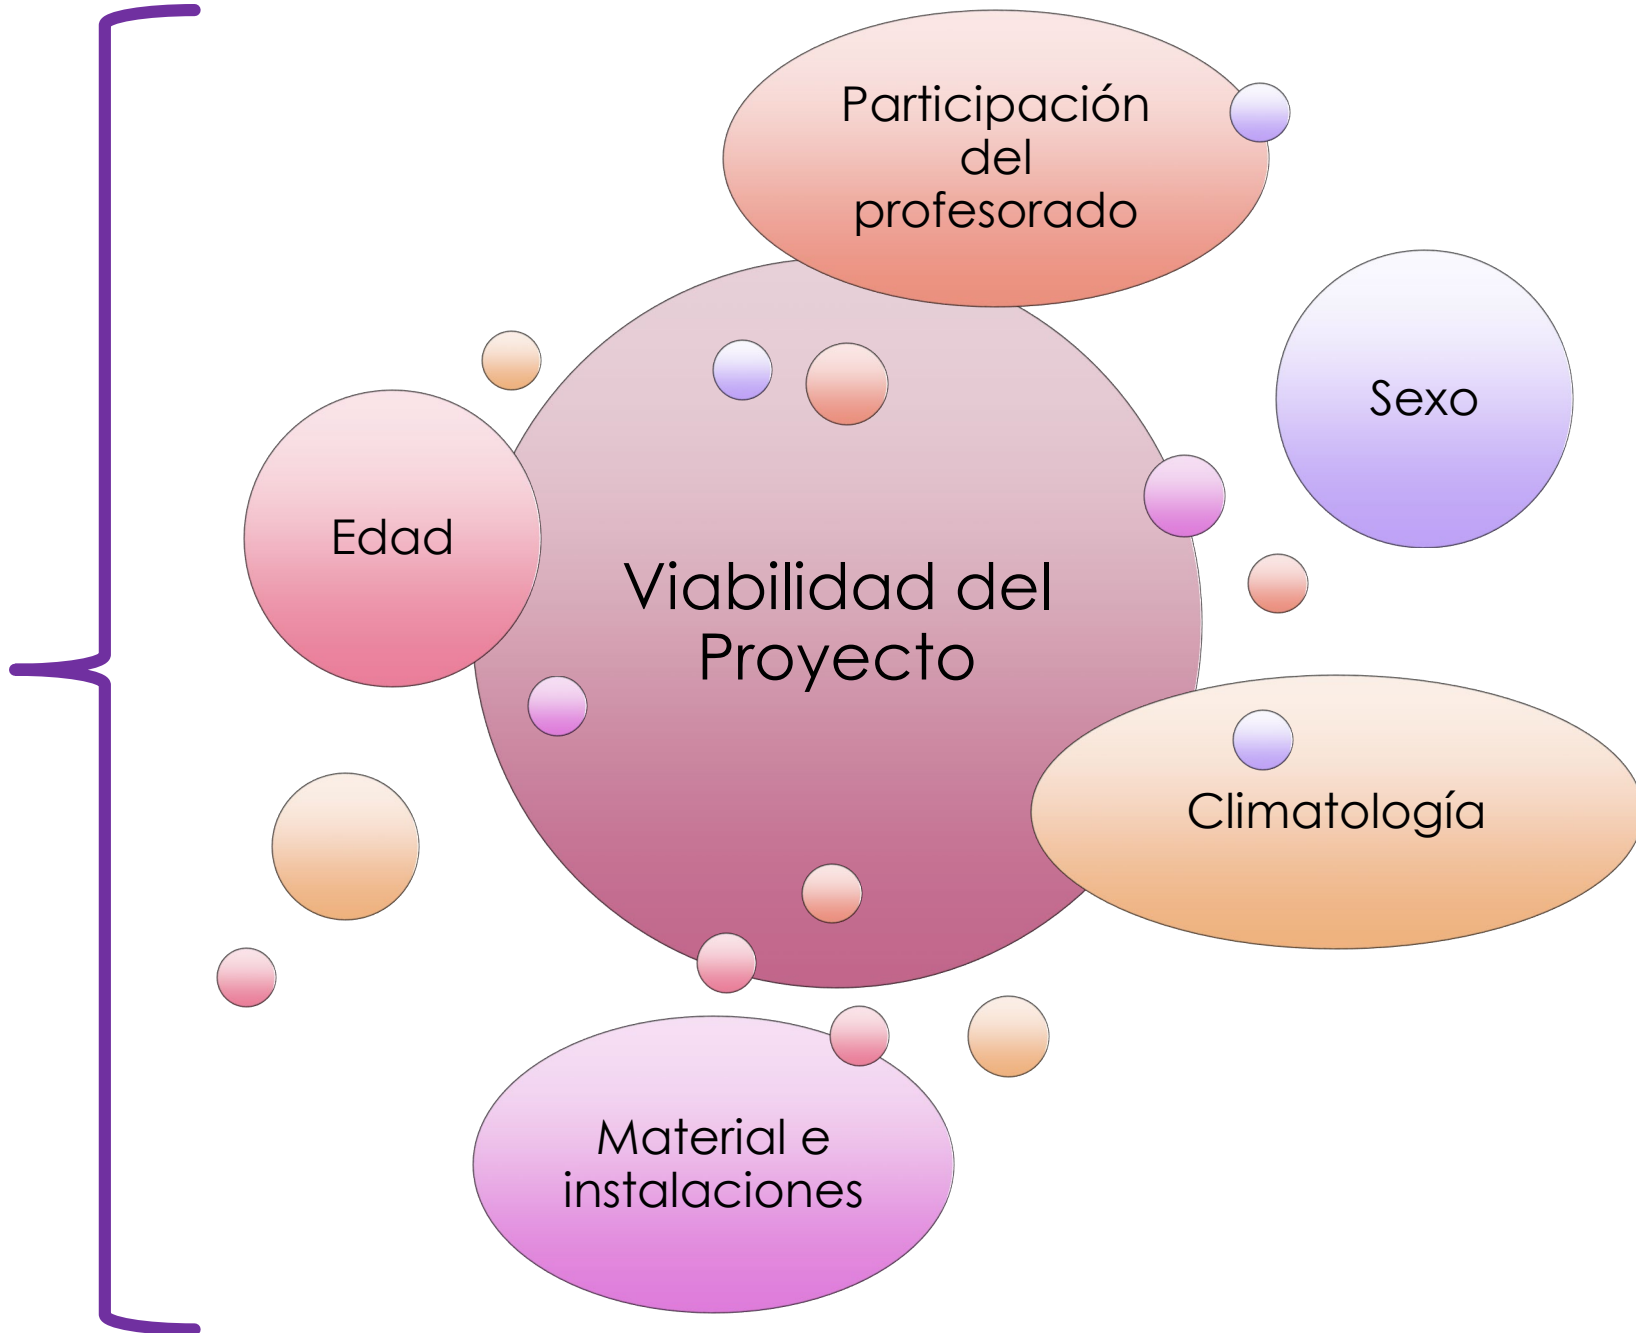 Participación
del
profesorado
Sexo
Edad
Viabilidad del
Proyecto
Climatología
Material e
instalaciones